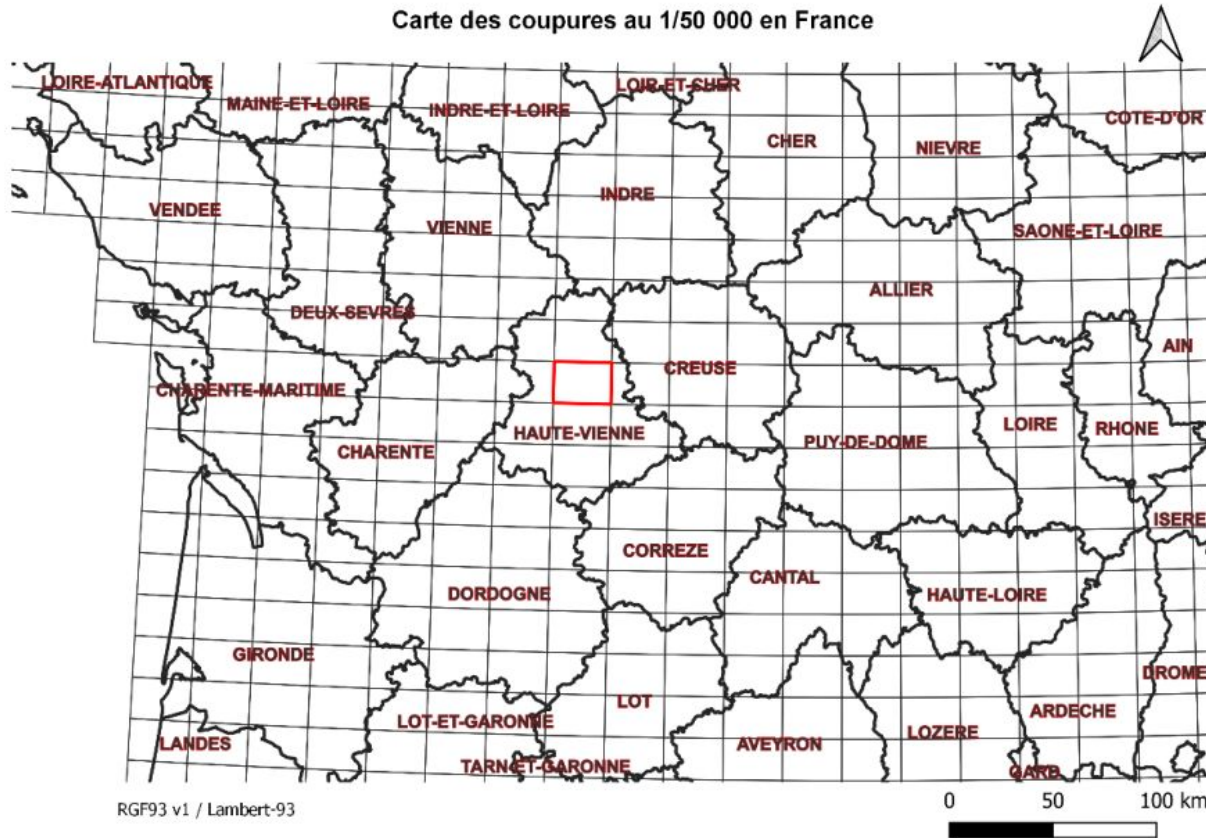 Carte des coupures au 1/50 000 en France
LOIRE-ATLANTIQUE
MAINE-ET-LOIRE
INDRE-ET-LOIRE
LOIR-ET-CHER
CHER
NIEVRE
COTE-D'OR
VENDEE
VIENNE
INDRE
SAONE-ET-LOIRE
DEUX-SEVRES
ALLIER
AIN
CHARENTE-MARITIME
CREUSE
CHARENTE
HAUTE-VIENNE
PUY-DE-DOME
LOIRE
RHONE
ISERE
DORDOGNE
CORREZE
CANTAL
HAUTE-LOIRE
GIRONDE
LOT
DROME
LANDES
LOT-ET-GARONNE
TARN-ET-GARONNE
AVEYRON
LOZERE
ARDECHE
GARD
RGF93 v1 / Lambert-93
0 50 100 km